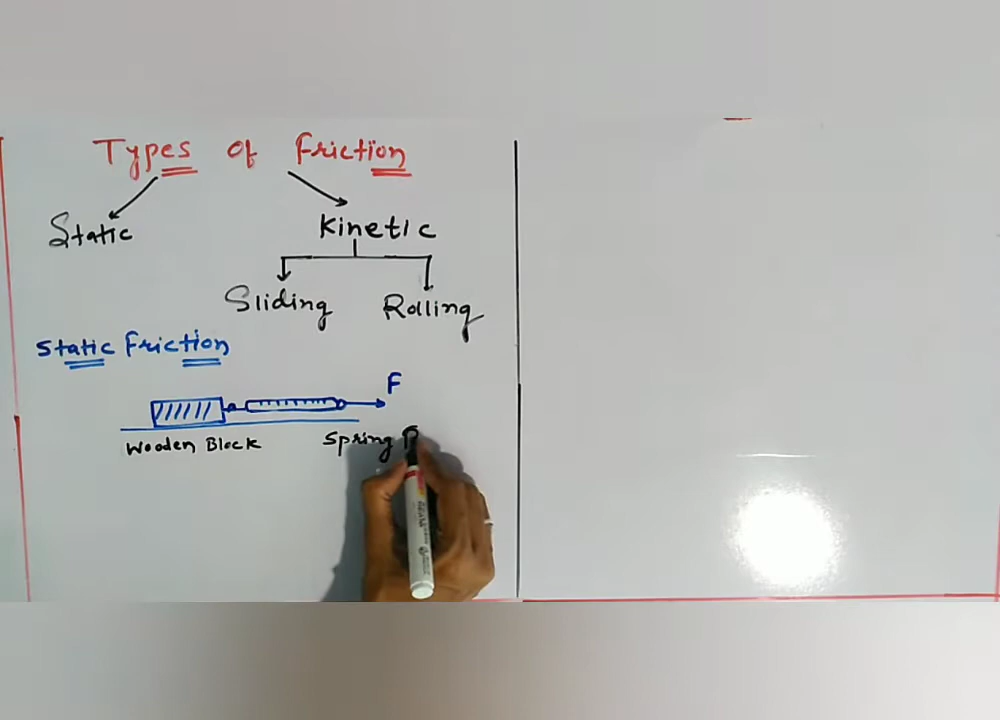 Types of Friction
Static
Kinetic
Sliding Rolling
Static Friction
F
Wooden Block
Spring